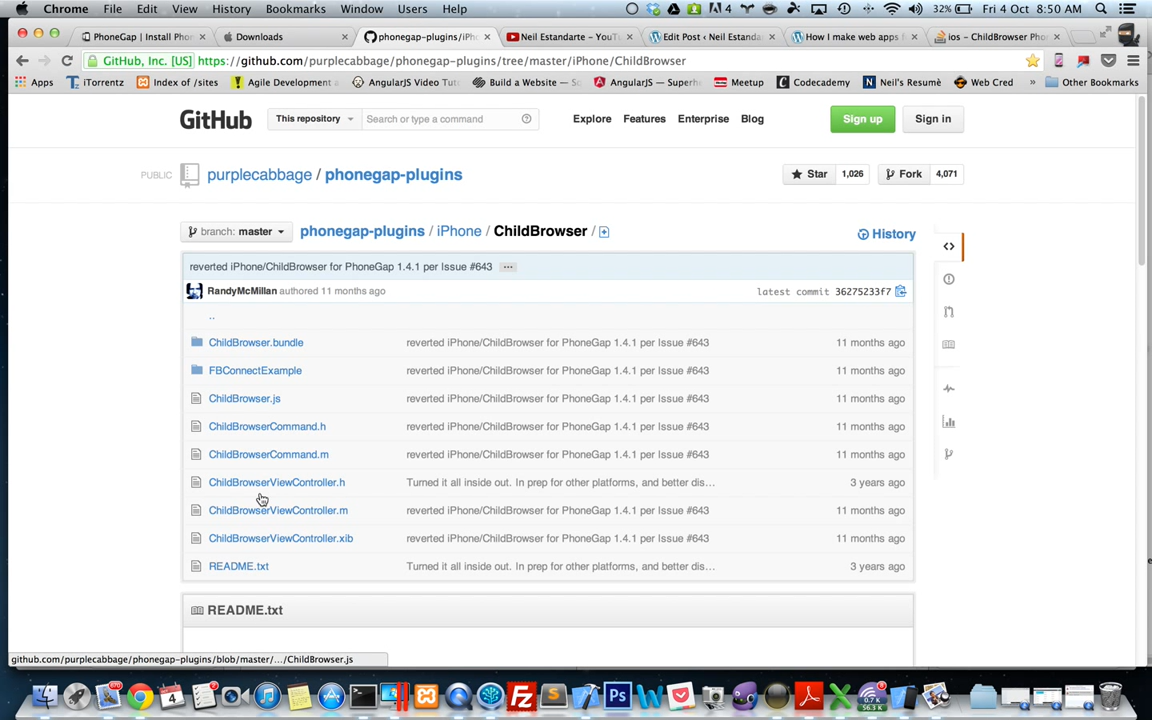 Chrome File Edit View History Bookmarks Window Users Help 4 32% Fri 4 Oct 8:50 AM
PhoneGap | Install Phon × Downloads × phonegap-plugins/iPh × Neil Estandarte - YouT × Edit Post ‹ Neil Estanda × How I make web apps f × ios - ChildBrowser Pho ×
GitHub, Inc. [US] https://github.com/purplecabbage/phonegap-plugins/tree/master/iPhone/ChildBrowser
Apps iTorrentz Index of /sites Agile Development AngularJS Video Tut Build a Website – Sc AngularJS — Superh Meetup Codecademy Neil's Resumè Web Cred » Other Bookmarks
GitHub This repository Search or type a command Explore Features Enterprise Blog Sign up Sign in
PUBLIC purplecabbage / phonegap-plugins Star 1,026 Fork 4,071
branch: master phonegap-plugins / iPhone / ChildBrowser / History
reverted iPhone/ChildBrowser for PhoneGap 1.4.1 per Issue #643 ...
RandyMcMillan authored 11 months ago latest commit 36275233f7
..
ChildBrowser.bundle reverted iPhone/ChildBrowser for PhoneGap 1.4.1 per Issue #643 11 months ago
FBConnectExample reverted iPhone/ChildBrowser for PhoneGap 1.4.1 per Issue #643 11 months ago
ChildBrowser.js reverted iPhone/ChildBrowser for PhoneGap 1.4.1 per Issue #643 11 months ago
ChildBrowserCommand.h reverted iPhone/ChildBrowser for PhoneGap 1.4.1 per Issue #643 11 months ago
ChildBrowserCommand.m reverted iPhone/ChildBrowser for PhoneGap 1.4.1 per Issue #643 11 months ago
ChildBrowserViewController.h Turned it all inside out. In prep for other platforms, and better dis… 3 years ago
ChildBrowserViewController.m reverted iPhone/ChildBrowser for PhoneGap 1.4.1 per Issue #643 11 months ago
ChildBrowserViewController.xib reverted iPhone/ChildBrowser for PhoneGap 1.4.1 per Issue #643 11 months ago
README.txt Turned it all inside out. In prep for other platforms, and better dis… 3 years ago
README.txt
github.com/purplecabbage/phonegap-plugins/blob/master/…/ChildBrowser.js